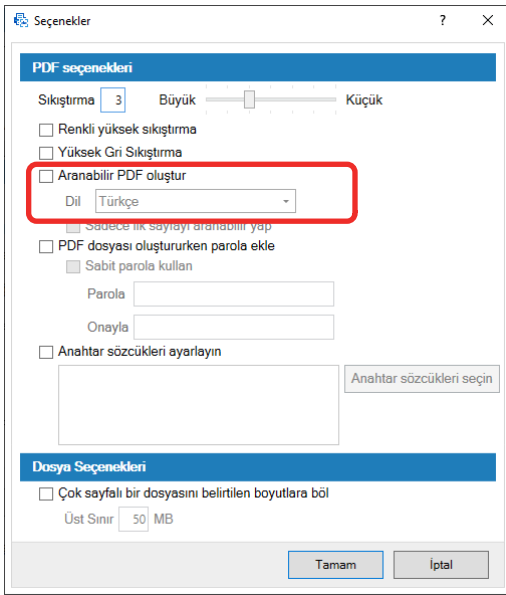 Seçenekler
PDF seçenekleri
Sıkıştırma 3 Büyük Küçük
Renkli yüksek sıkıştırma
Yüksek Gri Sıkıştırma
Aranabilir PDF oluştur
Dil Türkçe
Sadece ilk sayfayı aranabilir yap
PDF dosyası oluştururken parola ekle
Sabit parola kullan
Parola
Onayla
Anahtar sözcükleri ayarlayın
Anahtar sözcükleri seçin
Dosya Seçenekleri
Çok sayfalı bir dosyasını belirtilen boyutlara böl
Üst Sınır 50 MB
Tamam İptal